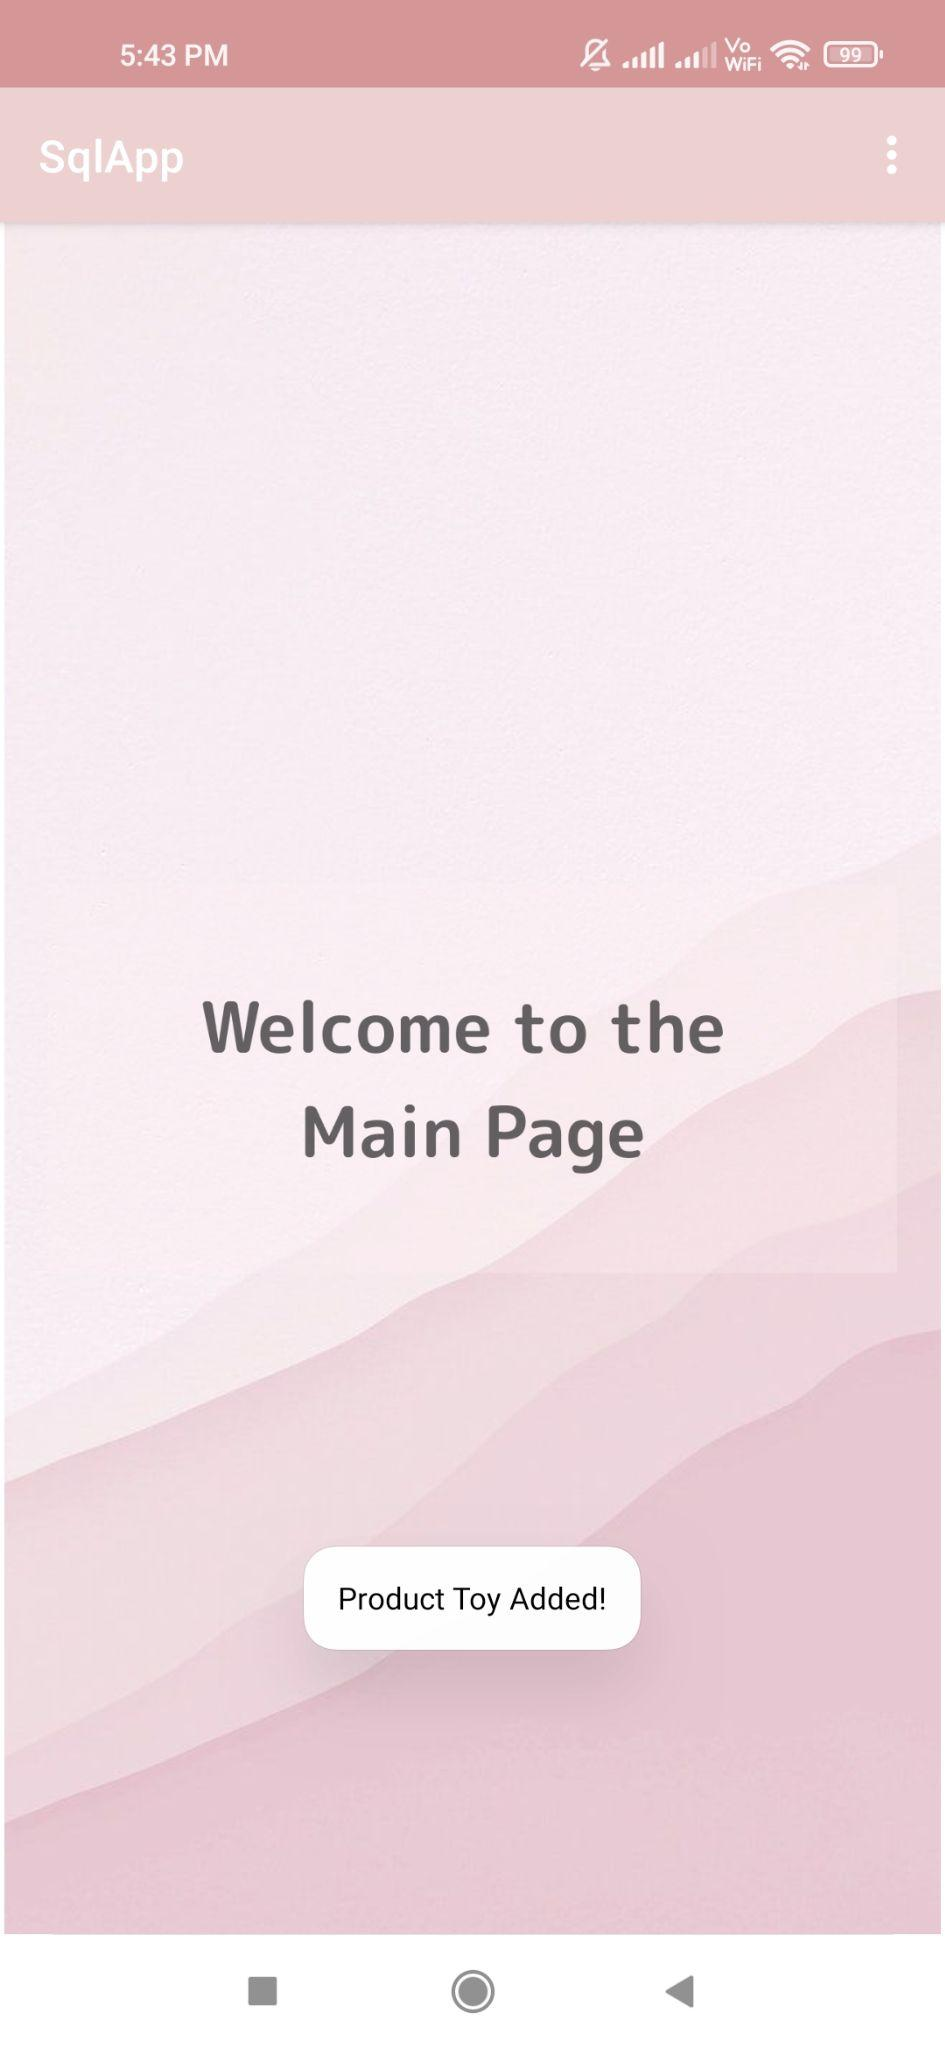 5:43 PM
Vo
WiFi
99
SqlApp
Welcome to the
Main Page
Product Toy Added!